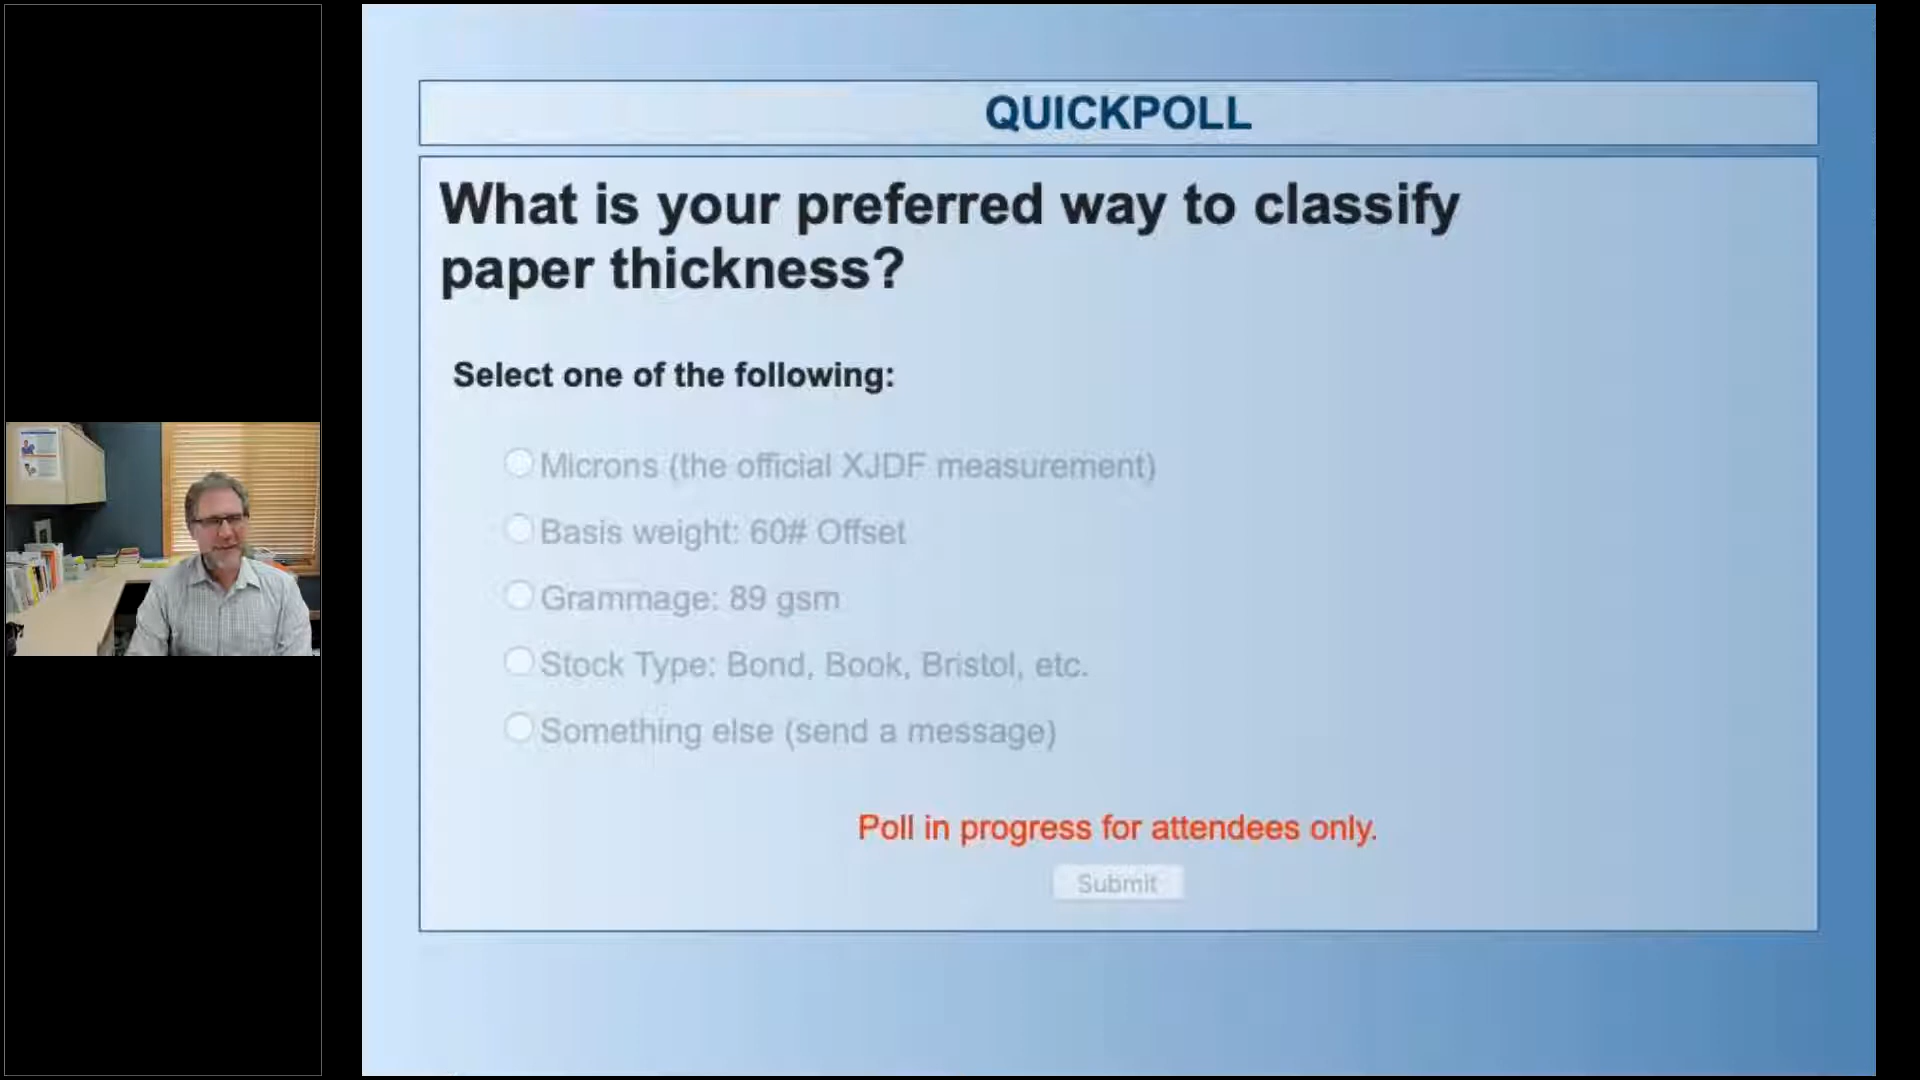 QUICKPOLL
What is your preferred way to classify
paper thickness?
Select one of the following:
Microns (the official XJDF measurement)
Basis weight: 60# Offset
Grammage: 89 gsm
Stock Type: Bond, Book, Bristol, etc.
Something else (send a message)
Poll in progress for attendees only.
Submit